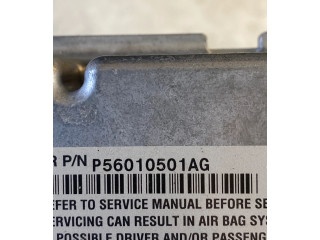 R P/N P56010501AG
EFER TO SERVICE MANUAL BEFORE SE
ERVICING CAN RESULT IN AIR BAG SYS
POSSIBLE DRIVER AND/OR PASSENG